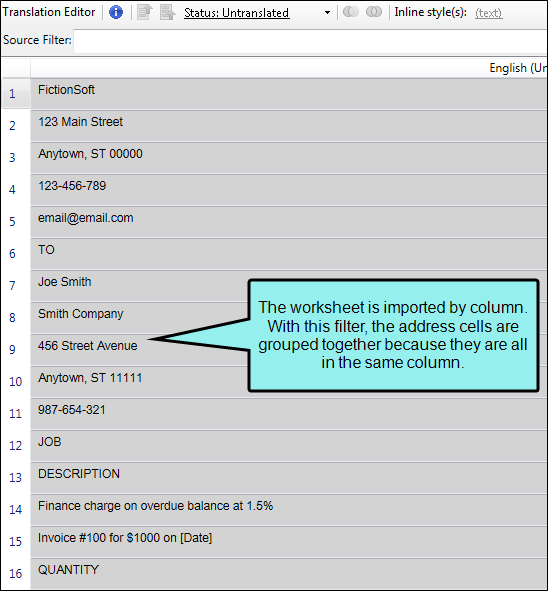 Translation Editor Status: Untranslated Inline style(s): (text)
Source Filter:
English (Un
1 FictionSoft
2 123 Main Street
3 Anytown, ST 00000
4 123-456-789
5 email@email.com
6 TO
7 Joe Smith
8 Smith Company
9 456 Street Avenue
10 Anytown, ST 11111
11 987-654-321
12 JOB
13 DESCRIPTION
14 Finance charge on overdue balance at 1.5%
15 Invoice #100 for $1000 on [Date]
16 QUANTITY
The worksheet is imported by column.
With this filter, the address cells are
grouped together because they are all
in the same column.